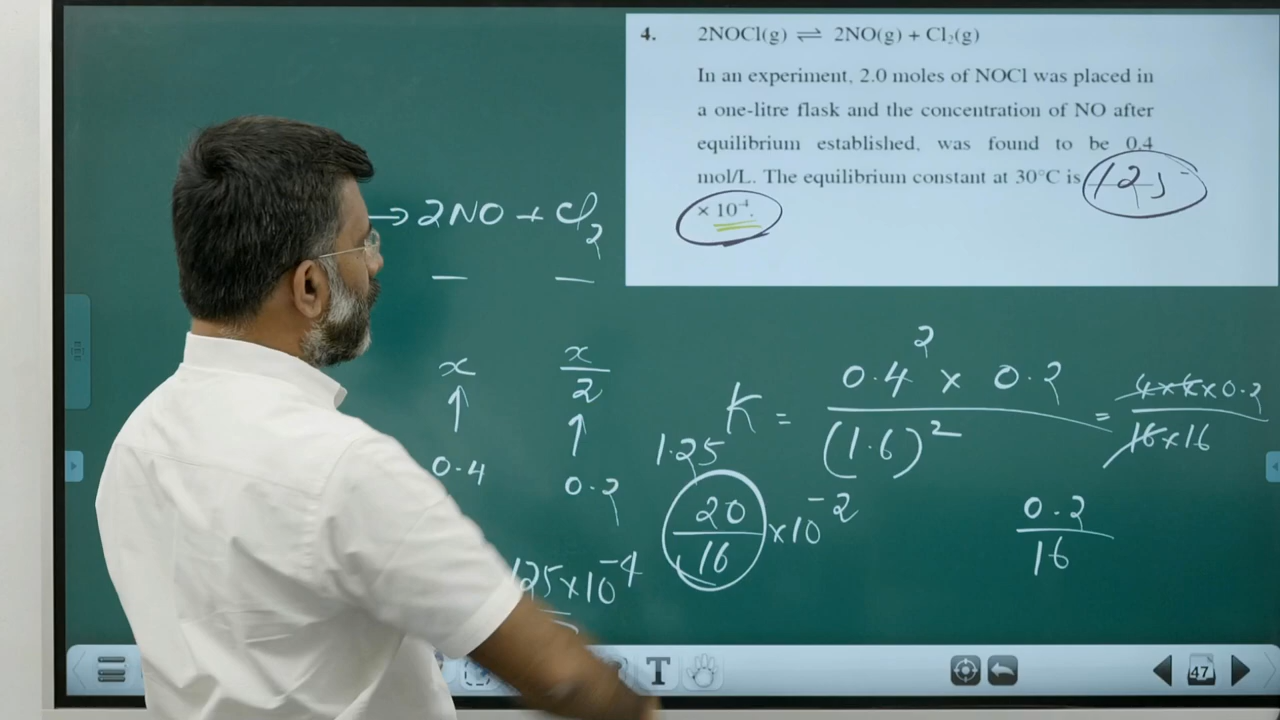 4. 2NOCl(g) ⇌ 2NO(g) + Cl₂(g)
In an experiment, 2.0 moles of NOCl was placed in
a one-litre flask and the concentration of NO after
equilibrium established, was found to be 0.4
mol/L. The equilibrium constant at 30°C is 125
× 10⁻⁴.
→ 2NO + Cl₂
— —
x x/2
↑ ↑
0.4 0.2
K = 0.4² × 0.2 / (1.6)² = 4×4×0.2 / 16×16
1.25
20/16 ×10⁻² 0.2/16
125×10⁻⁴
T 47